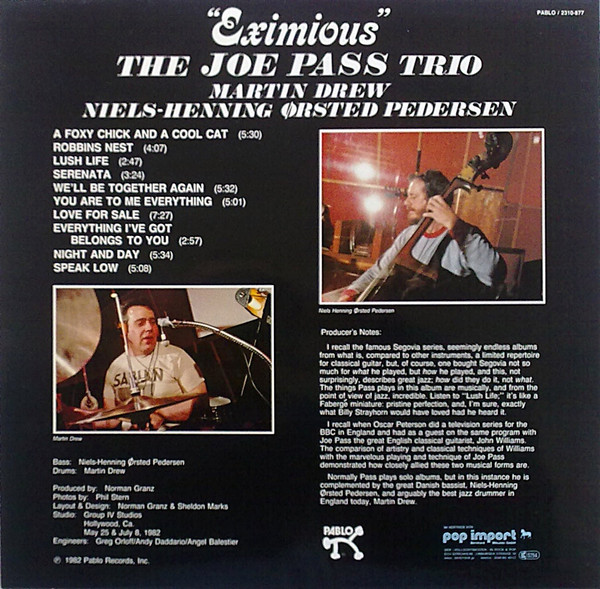 PABLO / 2310-877
"Eximious"
THE JOE PASS TRIO
MARTIN DREW
NIELS-HENNING ØRSTED PEDERSEN
A FOXY CHICK AND A COOL CAT (5:30)
ROBBINS NEST (4:07)
LUSH LIFE (2:47)
SERENATA (3:24)
WE'LL BE TOGETHER AGAIN (5:32)
YOU ARE TO ME EVERYTHING (5:01)
LOVE FOR SALE (7:27)
EVERYTHING I'VE GOT
BELONGS TO YOU (2:57)
NIGHT AND DAY (5:34)
SPEAK LOW (5:08)
Niels Henning Ørsted Pedersen
SABIAN
Martin Drew
Bass: Niels-Henning Ørsted Pedersen
Drums: Martin Drew
Produced by: Norman Granz
Photos by: Phil Stern
Layout & Design: Norman Granz & Sheldon Marks
Studio: Group IV Studios
Hollywood, Ca.
May 25 & July 8, 1982
Engineers: Greg Orloff/Andy Daddario/Angel Balestier
℗ 1982 Pablo Records, Inc.
Producer's Notes:
I recall the famous Segovia series, seemingly endless albums
from what is, compared to other instruments, a limited repertoire
for classical guitar, but, of course, one bought Segovia not so
much for what he played, but how he played, and this, not
surprisingly, describes great jazz; how did they do it, not what.
The things Pass plays in this album are musically, and from the
point of view of jazz, incredible. Listen to "Lush Life;" it's like a
Faberge miniature: pristine perfection, and, I'm sure, exactly
what Billy Strayhorn would have loved had he heard it.
I recall when Oscar Peterson did a television series for the
BBC in England and had as a guest on the same program with
Joe Pass the great English classical guitarist, John Williams.
The comparison of artistry and classical techniques of Williams
with the marvelous playing and technique of Joe Pass
demonstrated how closely allied these two musical forms are.
Normally Pass plays solo albums, but in this instance he is
complemented by the great Danish bassist, Niels-Henning
Ørsted Pedersen, and arguably the best jazz drummer in
England today, Martin Drew.
PABLO
IM VERTRIEB VON
pop import